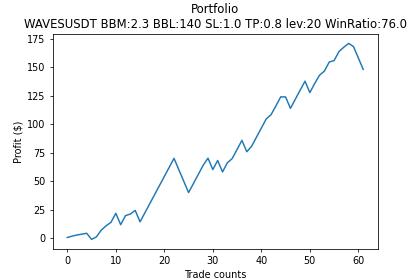 Portfolio
WAVESUSDT BBM:2.3 BBL:140 SL:1.0 TP:0.8 lev:20 WinRatio:76.0
175
150
125
100
75
50
25
0
Profit ($)
0 10 20 30 40 50 60
Trade counts